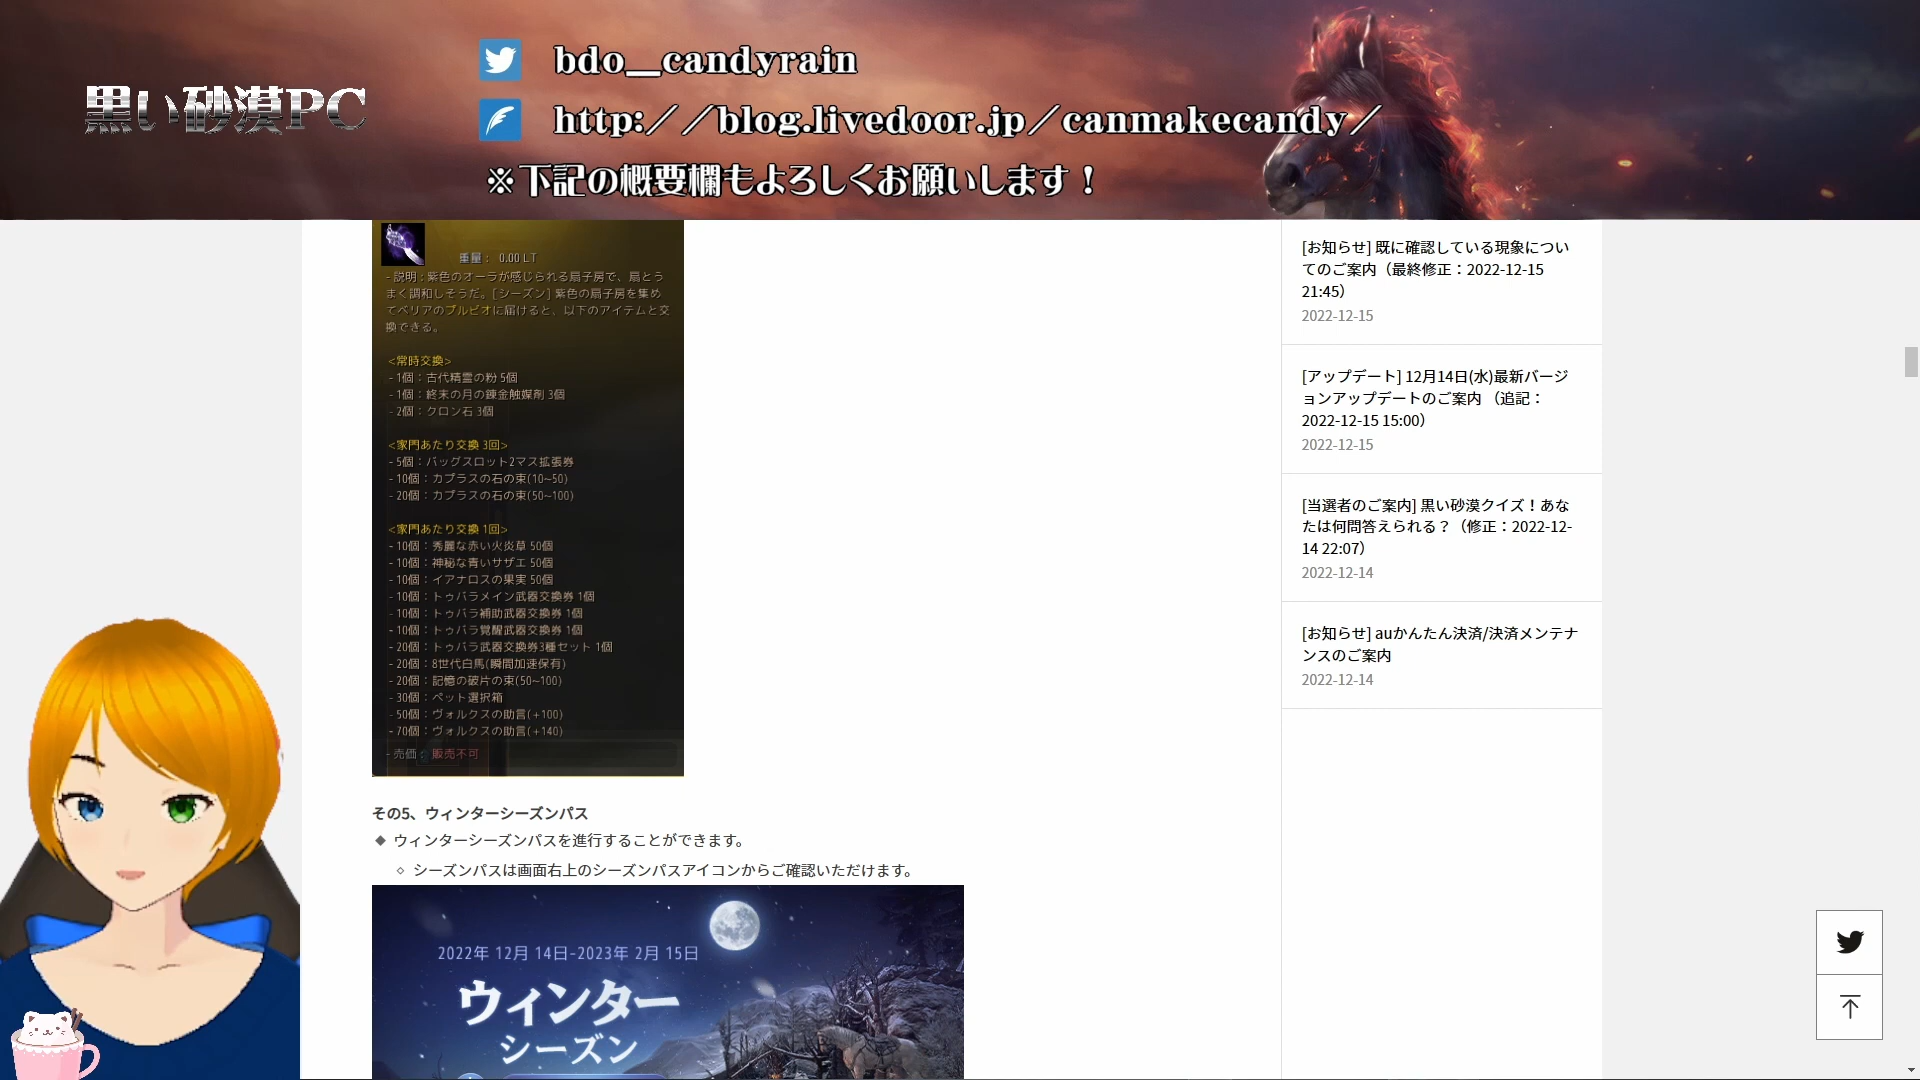 黒い砂漠PC
bdo__candyrain
http://blog.livedoor.jp/canmakecandy/
※下記の概要欄もよろしくお願いします！
重量： 0.00 LT
- 説明 : 紫色のオーラが感じられる扇子房で、扇とう
まく調和しそうだ。[シーズン] 紫色の扇子房を集め
てベリアのブルビオに届けると、以下のアイテムと交
換できる。
<常時交換>
- 1個：古代精霊の粉 5個
- 1個：終末の月の錬金触媒剤 3個
- 2個：クロン石 3個
<家門あたり交換 3回>
- 5個：バッグスロット2マス拡張券
- 10個：カプラスの石の束(10~50)
- 20個：カプラスの石の束(50~100)
<家門あたり交換 1回>
- 10個：秀麗な赤い火炎草 50個
- 10個：神秘な青いサザエ 50個
- 10個：イアナロスの果実 50個
- 10個：トゥバラメイン武器交換券 1個
- 10個：トゥバラ補助武器交換券 1個
- 10個：トゥバラ覚醒武器交換券 1個
- 20個：トゥバラ武器交換券3種セット 1個
- 20個：8世代白馬(瞬間加速保有)
- 20個：記憶の破片の束(50~100)
- 30個：ペット選択箱
- 50個：ヴォルクスの助言(+100)
- 70個：ヴォルクスの助言(+140)
- 売価 : 販売不可
その5、ウィンターシーズンパス
◆ ウィンターシーズンパスを進行することができます。
◇ シーズンパスは画面右上のシーズンパスアイコンからご確認いただけます。
2022年 12月 14日-2023年 2月 15日
ウィンター
シーズン
[お知らせ] 既に確認している現象につい
てのご案内（最終修正：2022-12-15
21:45）
2022-12-15
[アップデート] 12月14日(水)最新バージ
ョンアップデートのご案内 （追記：
2022-12-15 15:00）
2022-12-15
[当選者のご案内] 黒い砂漠クイズ！あな
たは何問答えられる？（修正：2022-12-
14 22:07）
2022-12-14
[お知らせ] auかんたん決済/決済メンテナ
ンスのご案内
2022-12-14